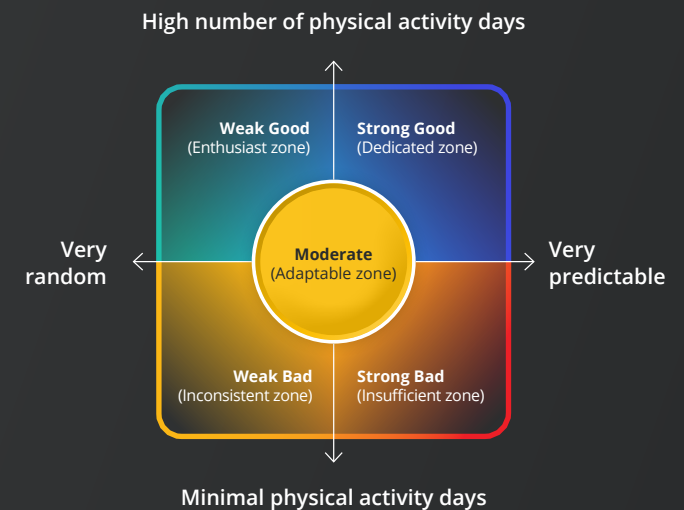 High number of physical activity days
Weak Good
(Enthusiast zone)
Strong Good
(Dedicated zone)
Very
random
Moderate
(Adaptable zone)
Very
predictable
Weak Bad
(Inconsistent zone)
Strong Bad
(Insufficient zone)
Minimal physical activity days